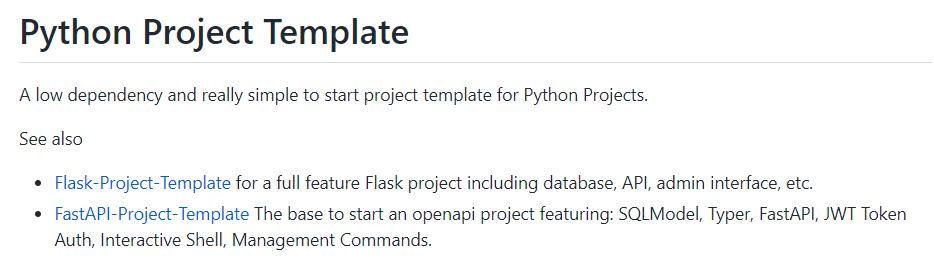 Python Project Template
A low dependency and really simple to start project template for Python Projects.
See also
Flask-Project-Template for a full feature Flask project including database, API, admin interface, etc.
FastAPI-Project-Template The base to start an openapi project featuring: SQLModel, Typer, FastAPI, JWT Token
Auth, Interactive Shell, Management Commands.